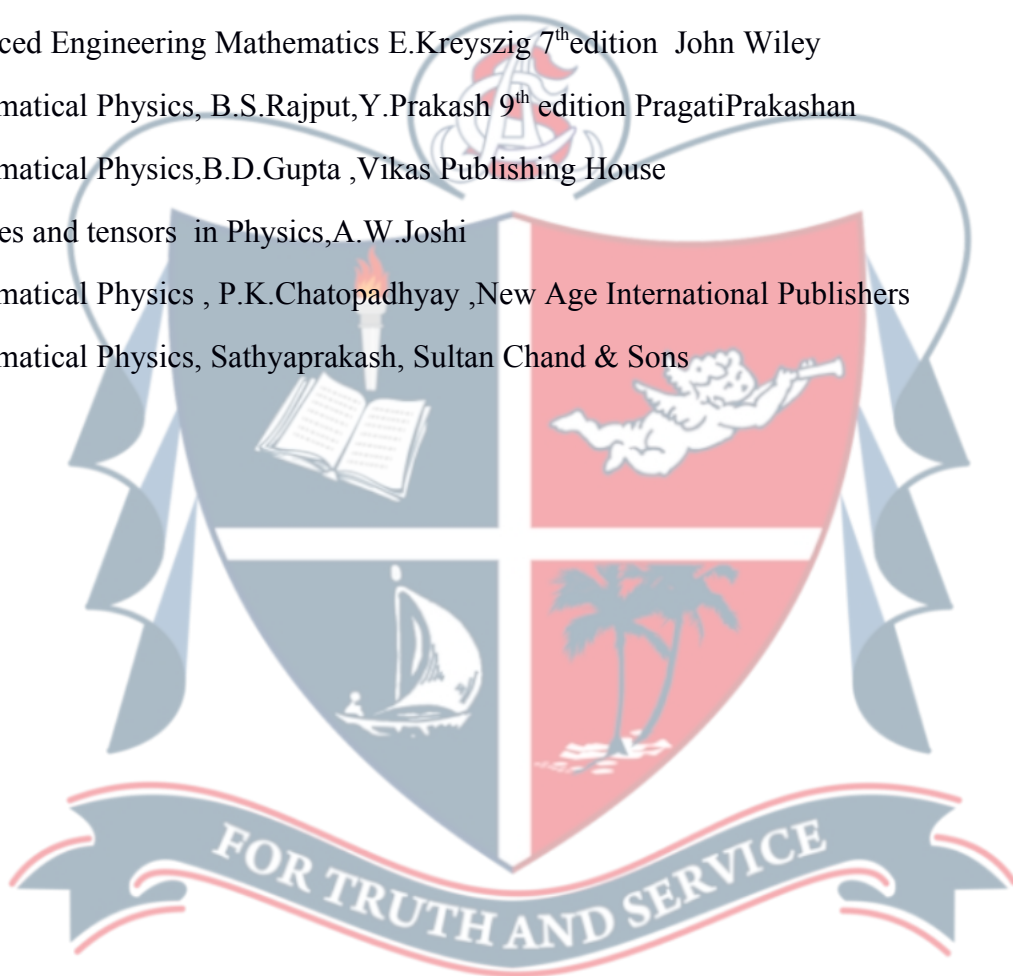 ced Engineering Mathematics E.Kreyszig 7thedition John Wiley
matical Physics, B.S.Rajput,Y.Prakash 9th edition PragatiPrakashan
matical Physics,B.D.Gupta ,Vikas Publishing House
es and tensors in Physics,A.W.Joshi
matical Physics , P.K.Chatopadhyay ,New Age International Publishers
matical Physics, Sathyaprakash, Sultan Chand & Sons
FOR TRUTH AND SERVICE